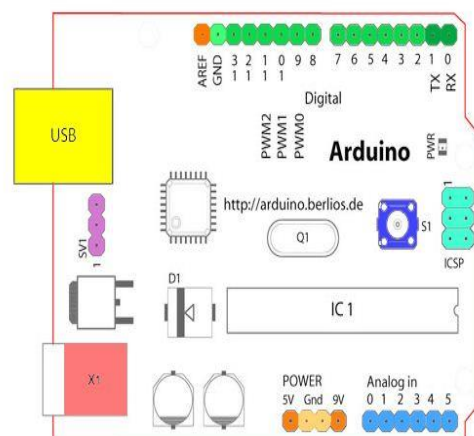 AREF
GND
13
12
11
10
9
8
7
6
5
4
3
2
1
0
TX
RX
Digital
PWM2
PWM1
PWM0
Arduino
PWR
USB
http://arduino.berlios.de
1
S1
ICSP
Q1
SV1
1
D1
IC 1
X1
POWER
5V Gnd 9V
Analog in
0 1 2 3 4 5